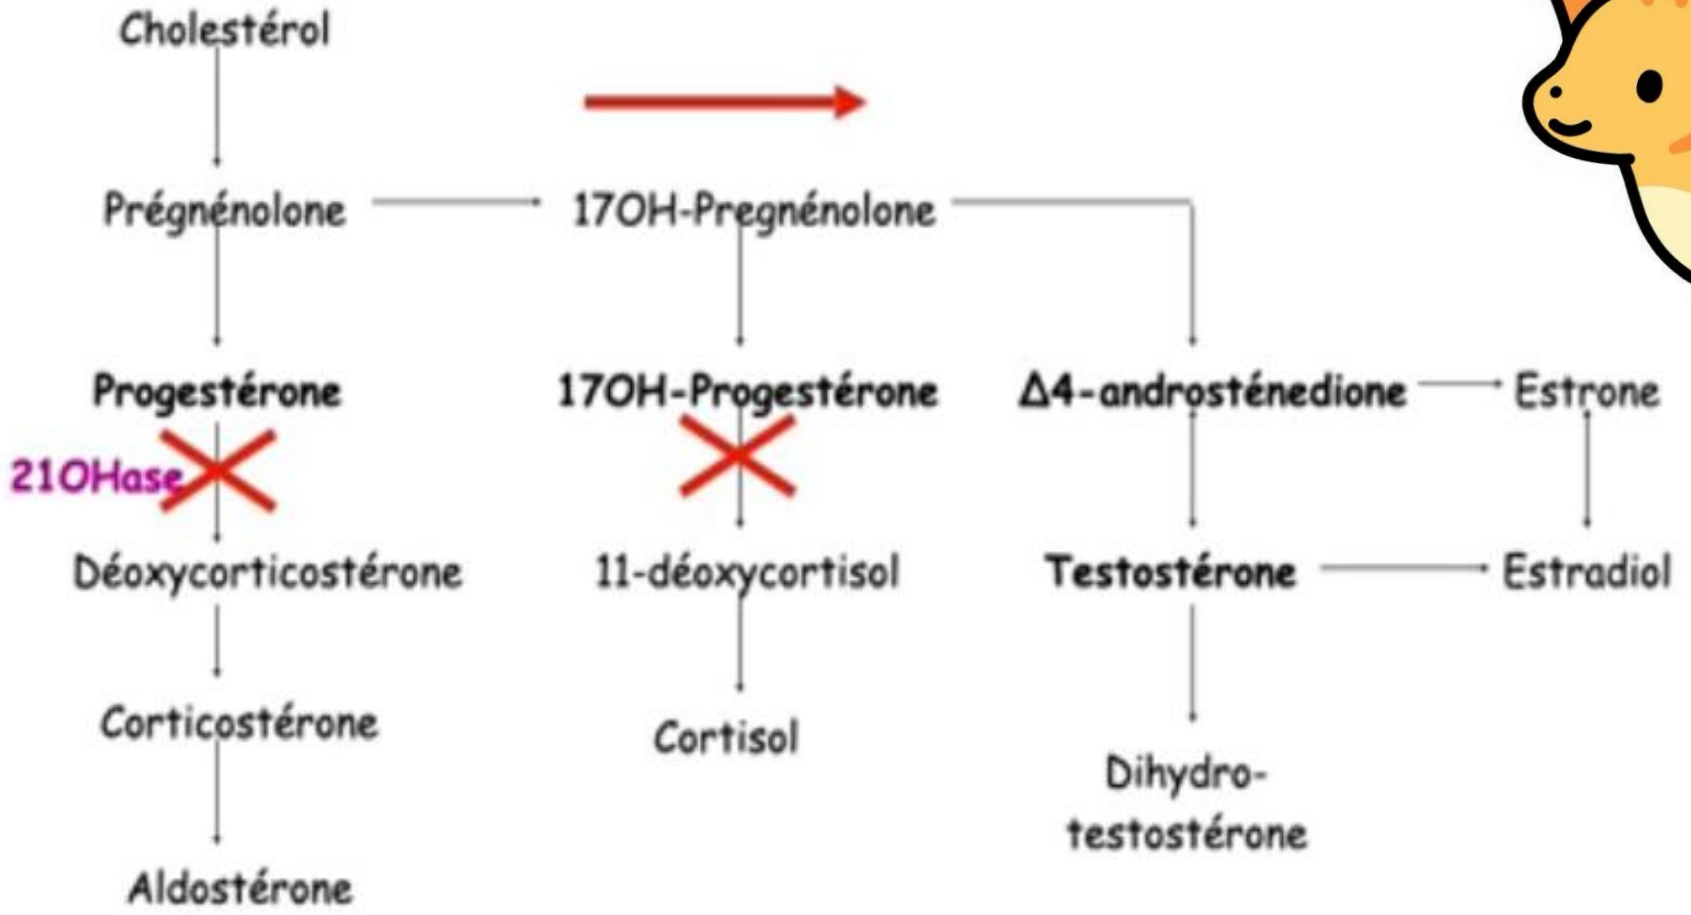 Cholestérol
Prégnénolone
17OH-Pregnénolone
Progestérone
17OH-Progestérone
Δ4-androsténedione
Estrone
21OHase
Déoxycorticostérone
11-déoxycortisol
Testostérone
Estradiol
Corticostérone
Cortisol
Dihydro-
testostérone
Aldostérone